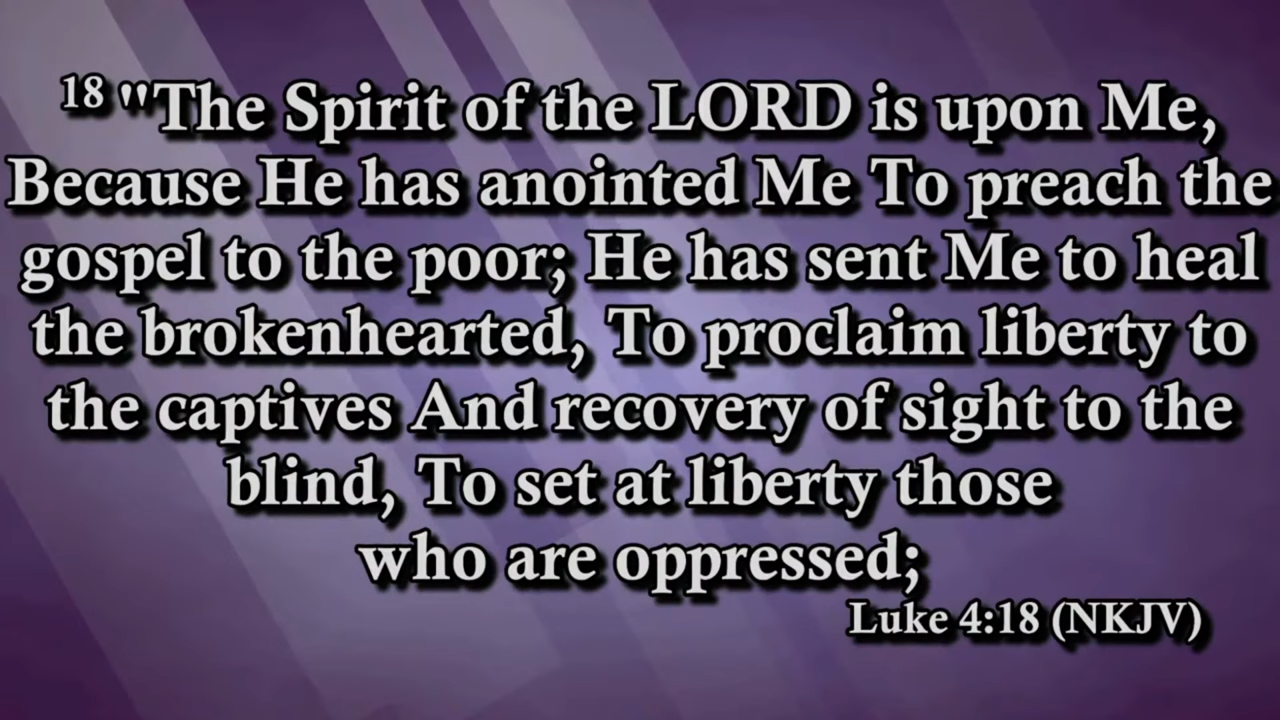 18 "The Spirit of the LORD is upon Me,
Because He has anointed Me To preach the
gospel to the poor; He has sent Me to heal
the brokenhearted, To proclaim liberty to
the captives And recovery of sight to the
blind, To set at liberty those
who are oppressed;
Luke 4:18 (NKJV)